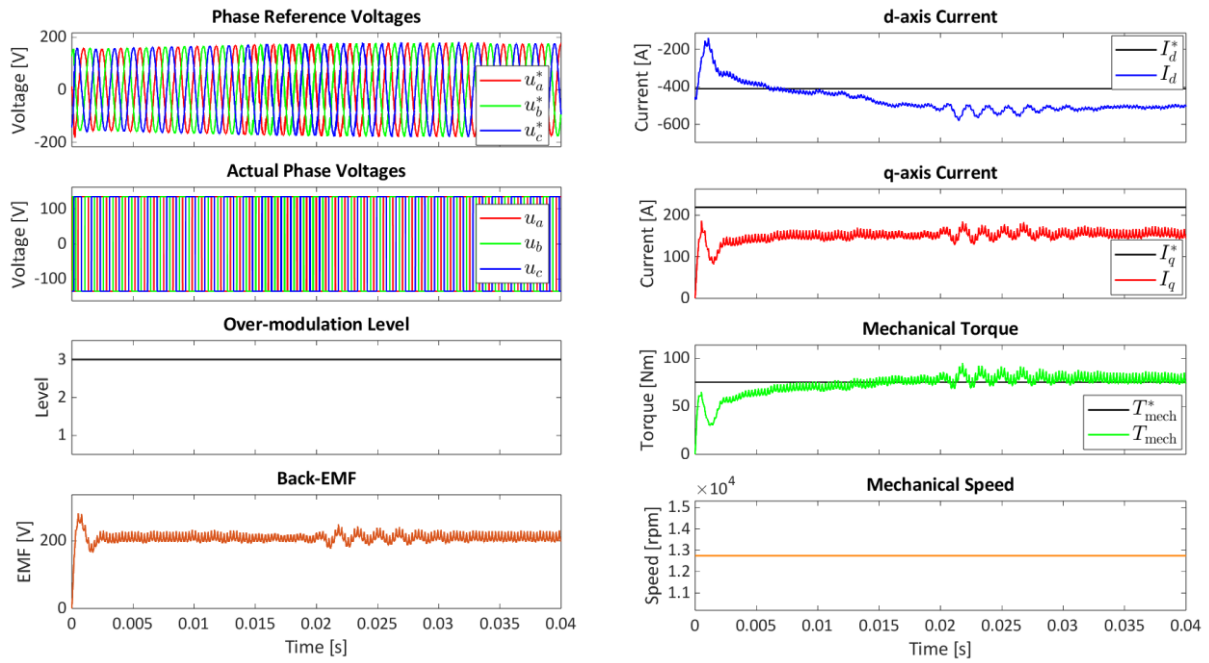 Phase Reference Voltages
Voltage [V]
200
0
-200
u*a
u*b
u*c
Actual Phase Voltages
Voltage [V]
100
0
-100
ua
ub
uc
Over-modulation Level
Level
3
2
1
Back-EMF
EMF [V]
200
0
0 0.005 0.01 0.015 0.02 0.025 0.03 0.035 0.04
Time [s]
d-axis Current
Current [A]
-200
-400
-600
I*d
Id
q-axis Current
Current [A]
200
100
0
I*q
Iq
Mechanical Torque
Torque [Nm]
100
50
0
T*mech
Tmech
Mechanical Speed
×10⁴
Speed [rpm]
1.5
1.4
1.3
1.2
1.1
0 0.005 0.01 0.015 0.02 0.025 0.03 0.035 0.04
Time [s]